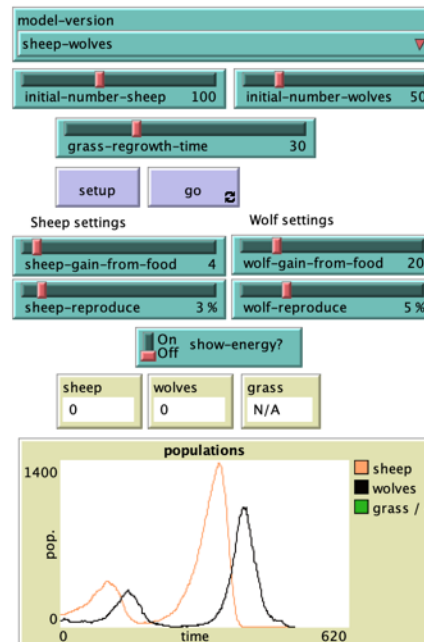 model-version
sheep-wolves
initial-number-sheep 100
initial-number-wolves 50
grass-regrowth-time 30
setup
go
Sheep settings
Wolf settings
sheep-gain-from-food 4
wolf-gain-from-food 20
sheep-reproduce 3 %
wolf-reproduce 5 %
On
Off
show-energy?
sheep
0
wolves
0
grass
N/A
populations
1400
pop.
0
0
time
620
sheep
wolves
grass /